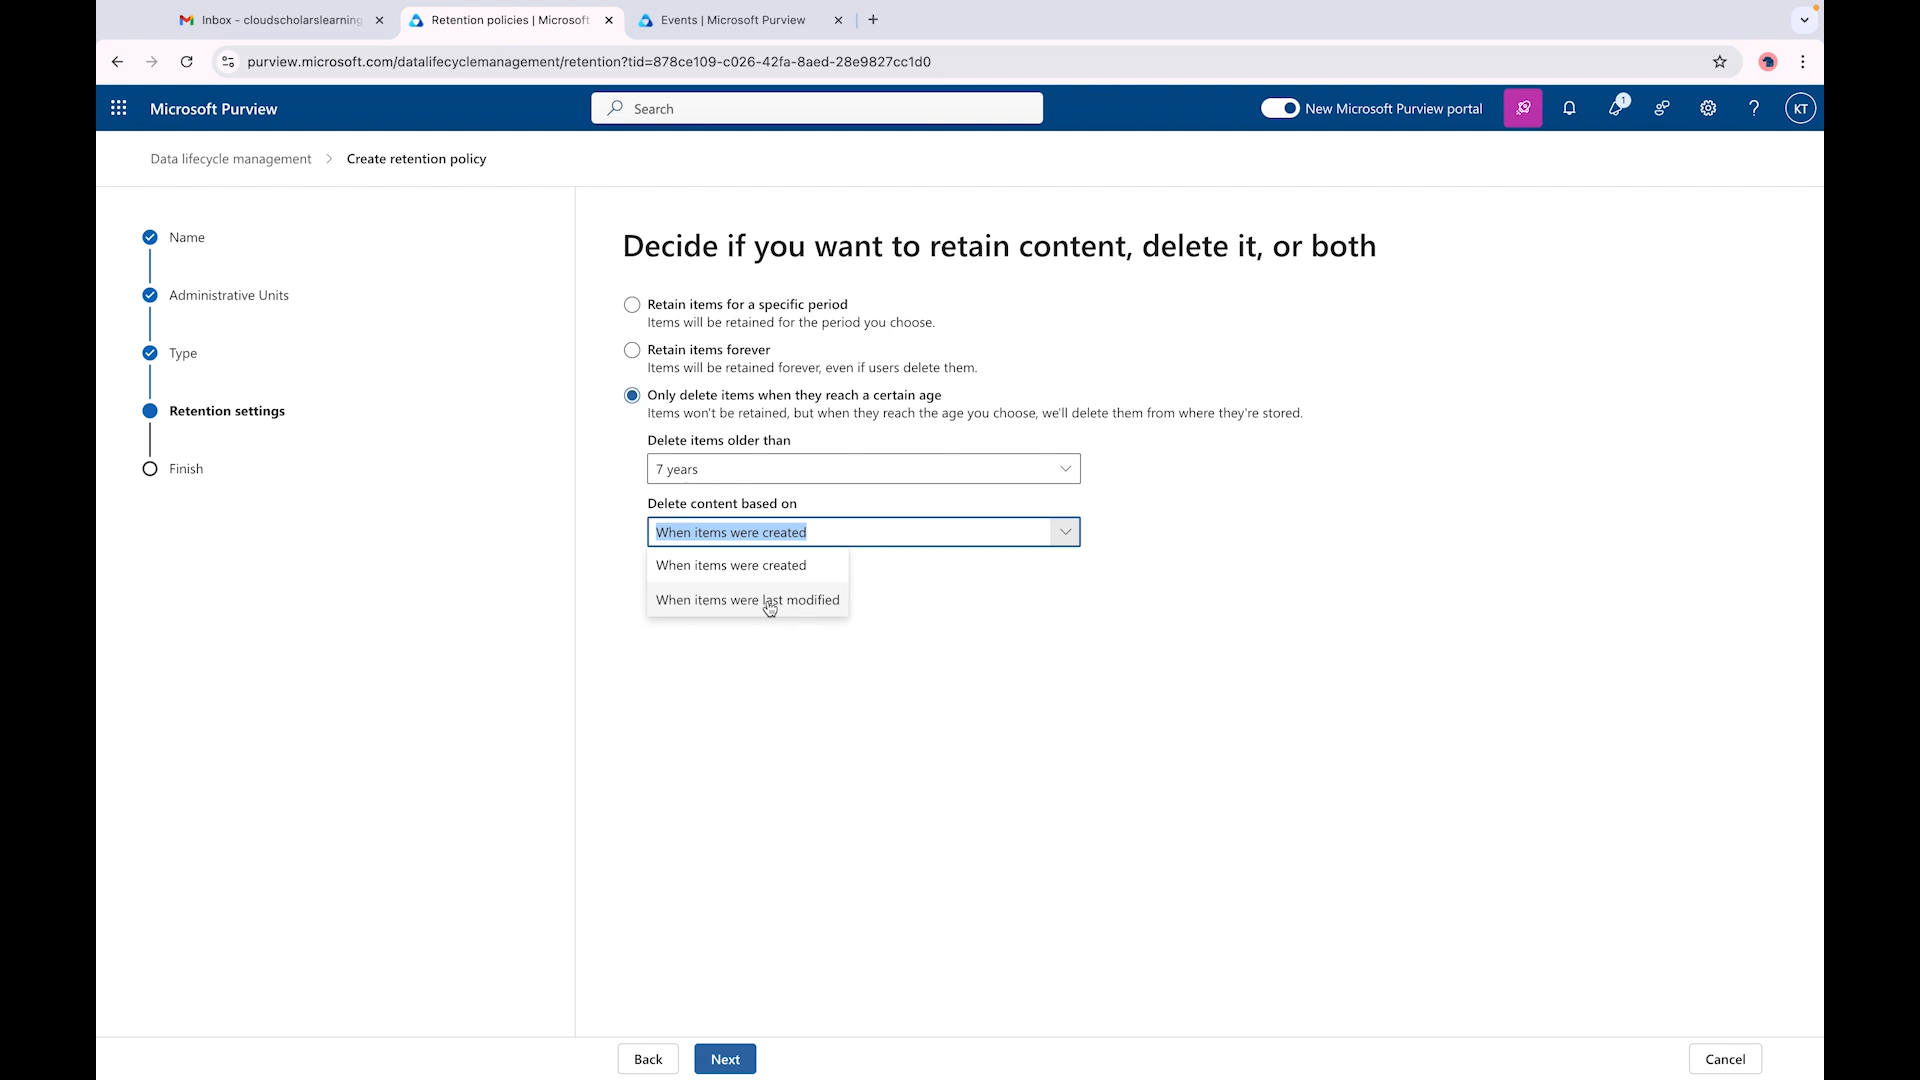 Inbox - cloudscholarslearning
Retention policies | Microsoft
Events | Microsoft Purview
purview.microsoft.com/datalifecyclemanagement/retention?tid=878ce109-c026-42fa-8aed-28e9827cc1d0
Microsoft Purview
Search
New Microsoft Purview portal
1
KT
Data lifecycle management > Create retention policy
Name
Administrative Units
Type
Retention settings
Finish
Decide if you want to retain content, delete it, or both
Retain items for a specific period
Items will be retained for the period you choose.
Retain items forever
Items will be retained forever, even if users delete them.
Only delete items when they reach a certain age
Items won't be retained, but when they reach the age you choose, we'll delete them from where they're stored.
Delete items older than
7 years
Delete content based on
When items were created
When items were created
When items were last modified
Back
Next
Cancel